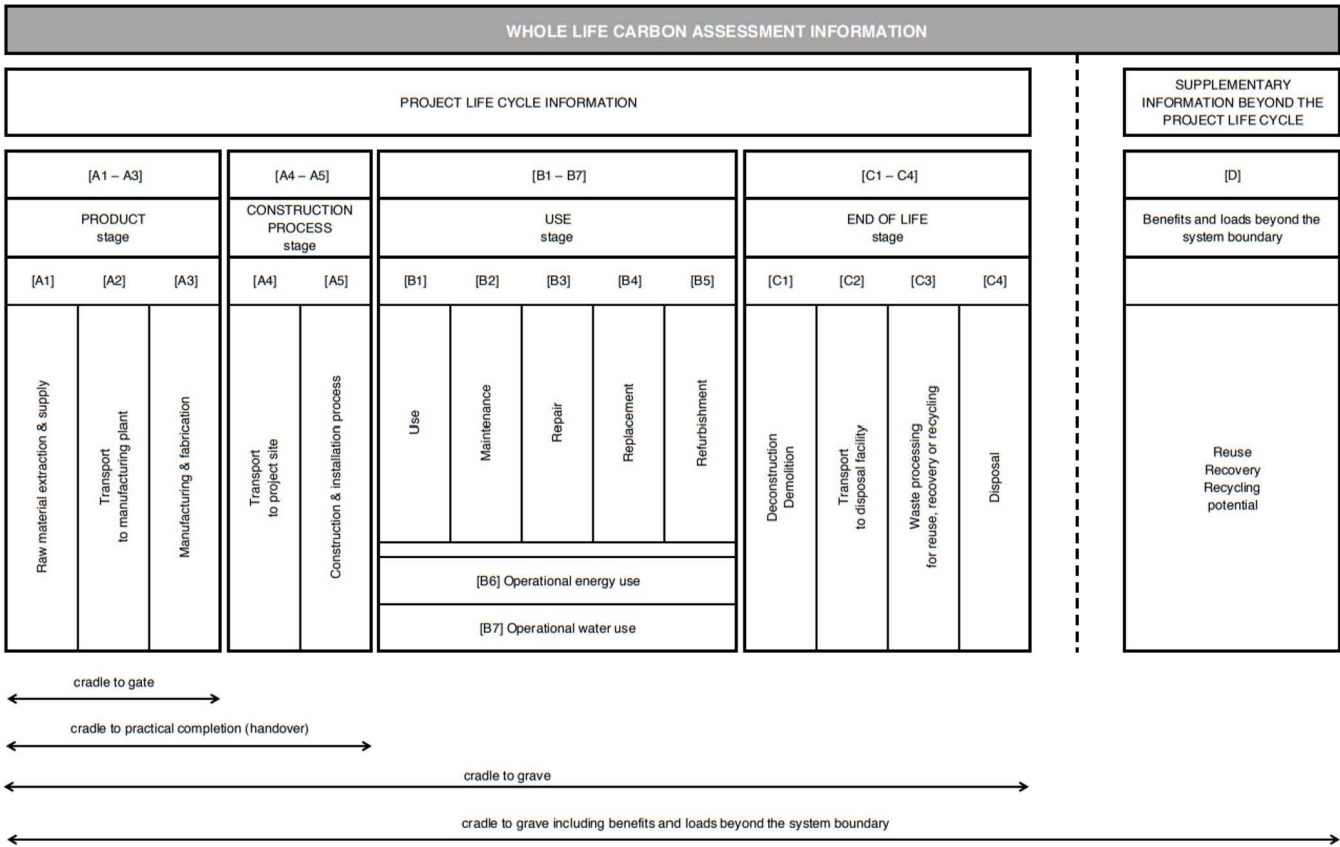 WHOLE LIFE CARBON ASSESSMENT INFORMATION
PROJECT LIFE CYCLE INFORMATION
SUPPLEMENTARY
INFORMATION BEYOND THE
PROJECT LIFE CYCLE
[A1 – A3]
[A4 – A5]
[B1 – B7]
[C1 – C4]
[D]
PRODUCT
stage
CONSTRUCTION
PROCESS
stage
USE
stage
END OF LIFE
stage
Benefits and loads beyond the
system boundary
[A1]
[A2]
[A3]
[A4]
[A5]
[B1]
[B2]
[B3]
[B4]
[B5]
[C1]
[C2]
[C3]
[C4]
Raw material extraction & supply
Transport
to manufacturing plant
Manufacturing & fabrication
Transport
to project site
Construction & installation process
Use
Maintenance
Repair
Replacement
Refurbishment
[B6] Operational energy use
[B7] Operational water use
Deconstruction
Demolition
Transport
to disposal facility
Waste processing
for reuse, recovery or recycling
Disposal
Reuse
Recovery
Recycling
potential
cradle to gate
cradle to practical completion (handover)
cradle to grave
cradle to grave including benefits and loads beyond the system boundary